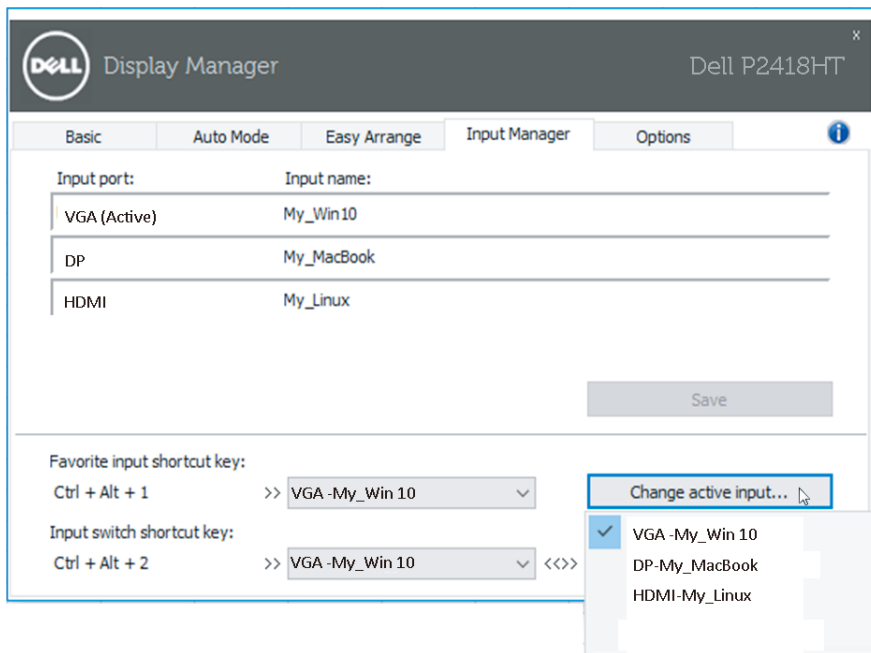 DELL Display Manager Dell P2418HT x
Basic Auto Mode Easy Arrange Input Manager Options i
Input port: Input name:
VGA (Active) My_Win10
DP My_MacBook
HDMI My_Linux
Save
Favorite input shortcut key:
Ctrl + Alt + 1 >> VGA -My_Win 10 Change active input...
Input switch shortcut key:
Ctrl + Alt + 2 >> VGA -My_Win 10 <<>>
VGA -My_Win 10
DP-My_MacBook
HDMI-My_Linux